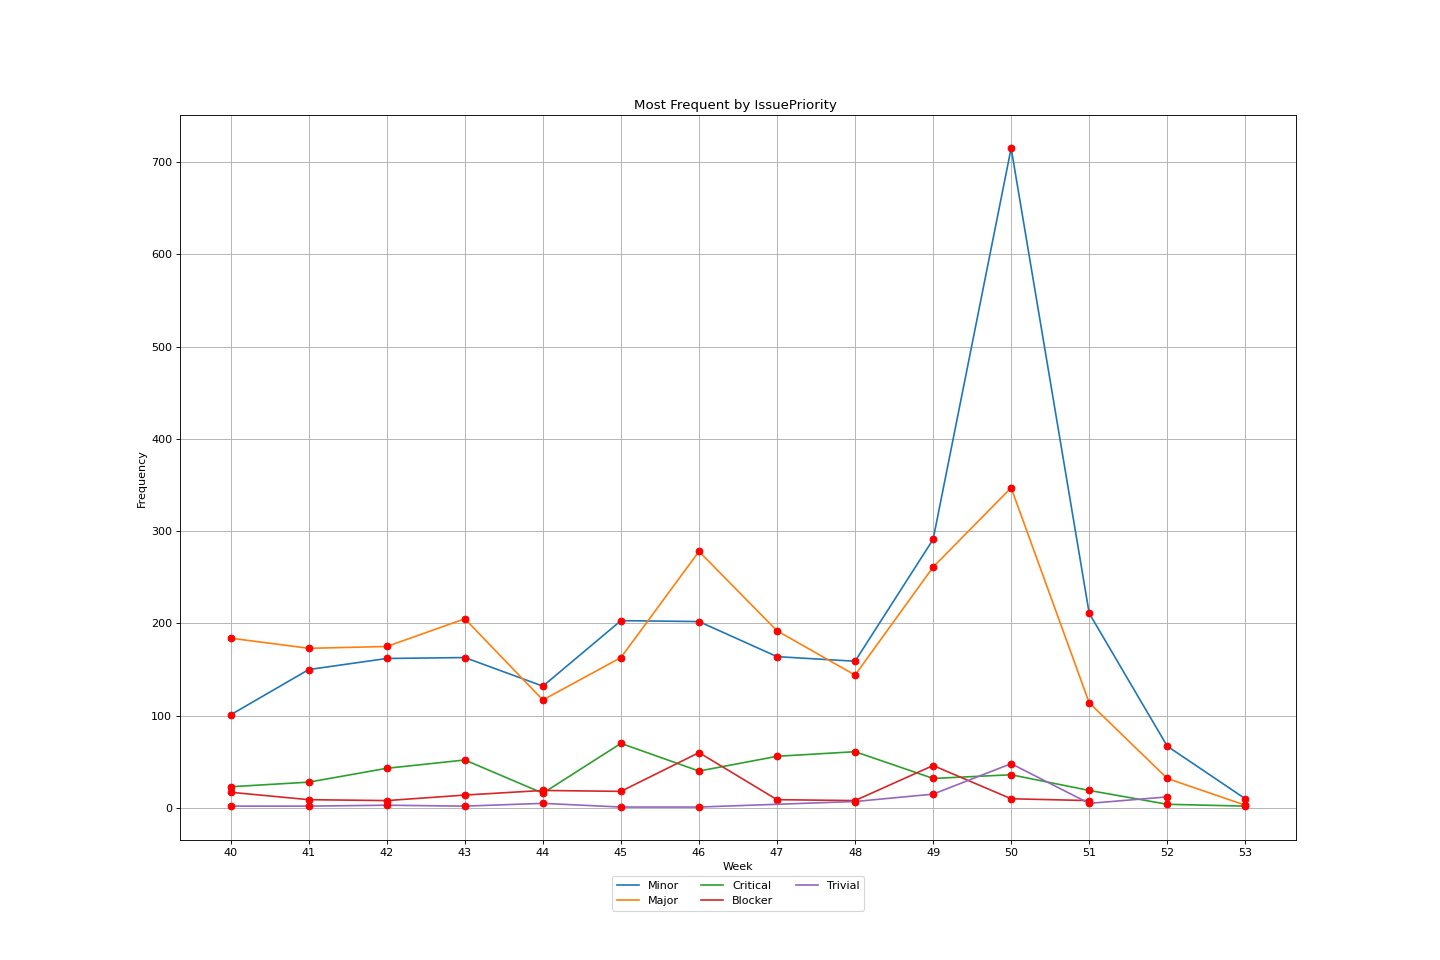 Most Frequent by IssuePriority
700
600
500
400
300
200
100
0
Frequency
40 41 42 43 44 45 46 47 48 49 50 51 52 53
Week
Minor Critical Trivial
Major Blocker